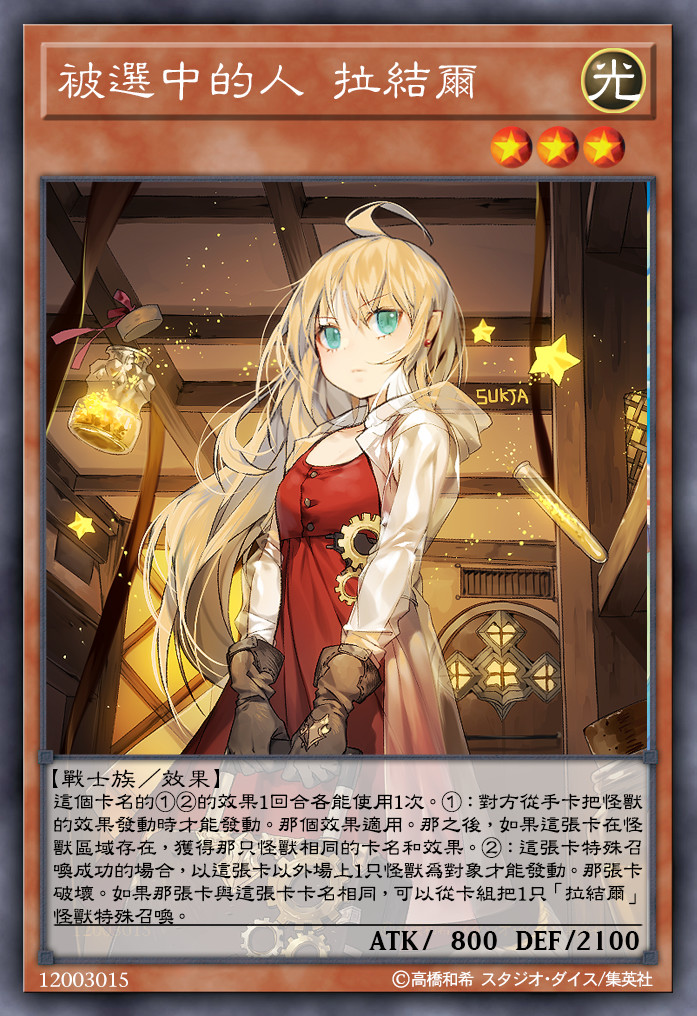 被選中的人 拉結爾
光
SUKJA
【戰士族／效果】
這個卡名的①②的效果1回合各能使用1次。①：對方從手卡把怪獸
的效果發動時才能發動。那個效果適用。那之後，如果這張卡在怪
獸區域存在，獲得那只怪獸相同的卡名和效果。②：這張卡特殊召
喚成功的場合，以這張卡以外場上1只怪獸為對象才能發動。那張卡
破壞。如果那張卡與這張卡卡名相同，可以從卡組把1只「拉結爾」
怪獸特殊召喚。
ATK/ 800 DEF/2100
12003015 ©高橋和希 スタジオ・ダイス/集英社